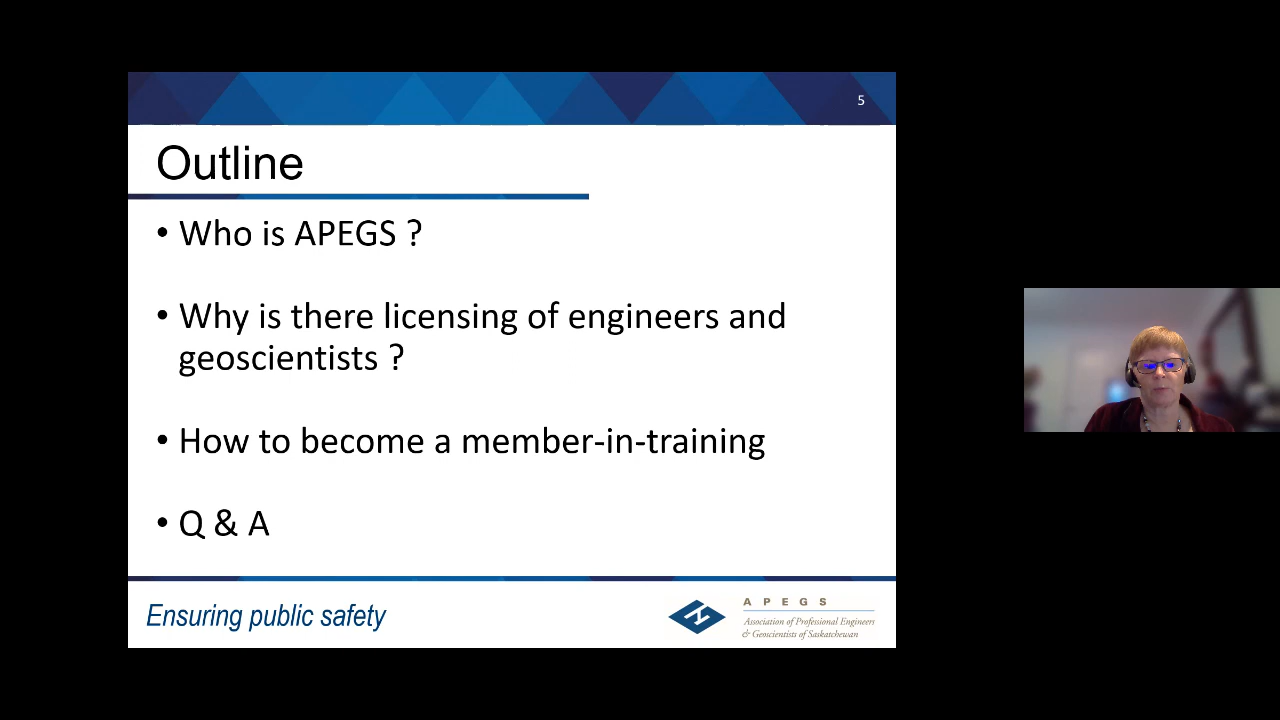 5
Outline
• Who is APEGS ?
• Why is there licensing of engineers and
geoscientists ?
• How to become a member-in-training
• Q & A
Ensuring public safety
A P E G S
Association of Professional Engineers
& Geoscientists of Saskatchewan